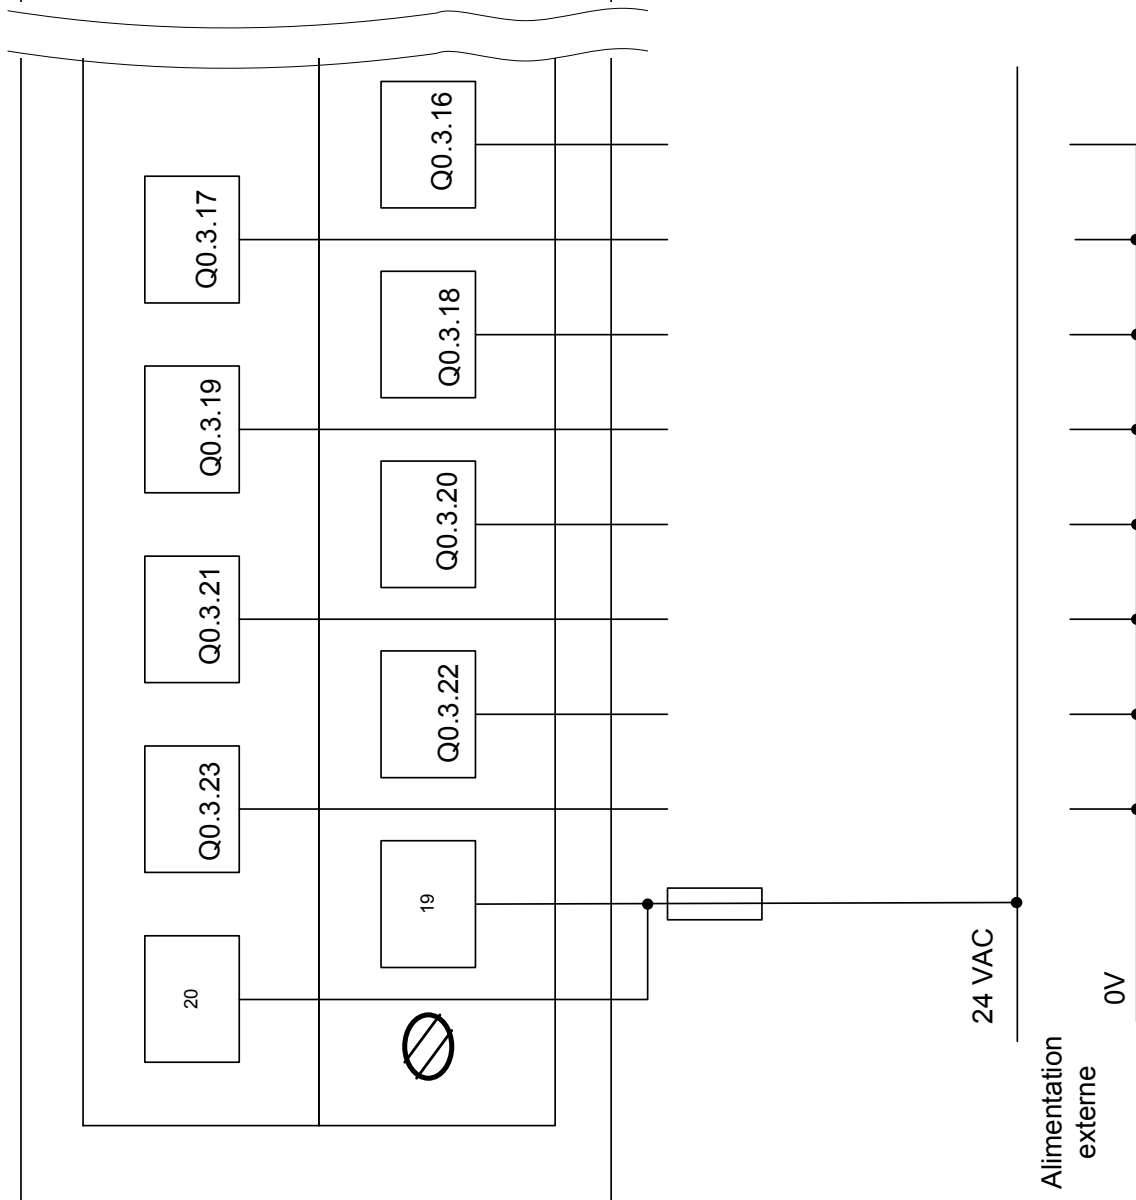 Q0.3.16
Q0.3.17
Q0.3.18
Q0.3.19
Q0.3.20
Q0.3.21
Q0.3.22
Q0.3.23
19
20
24 VAC
0V
Alimentation
externe